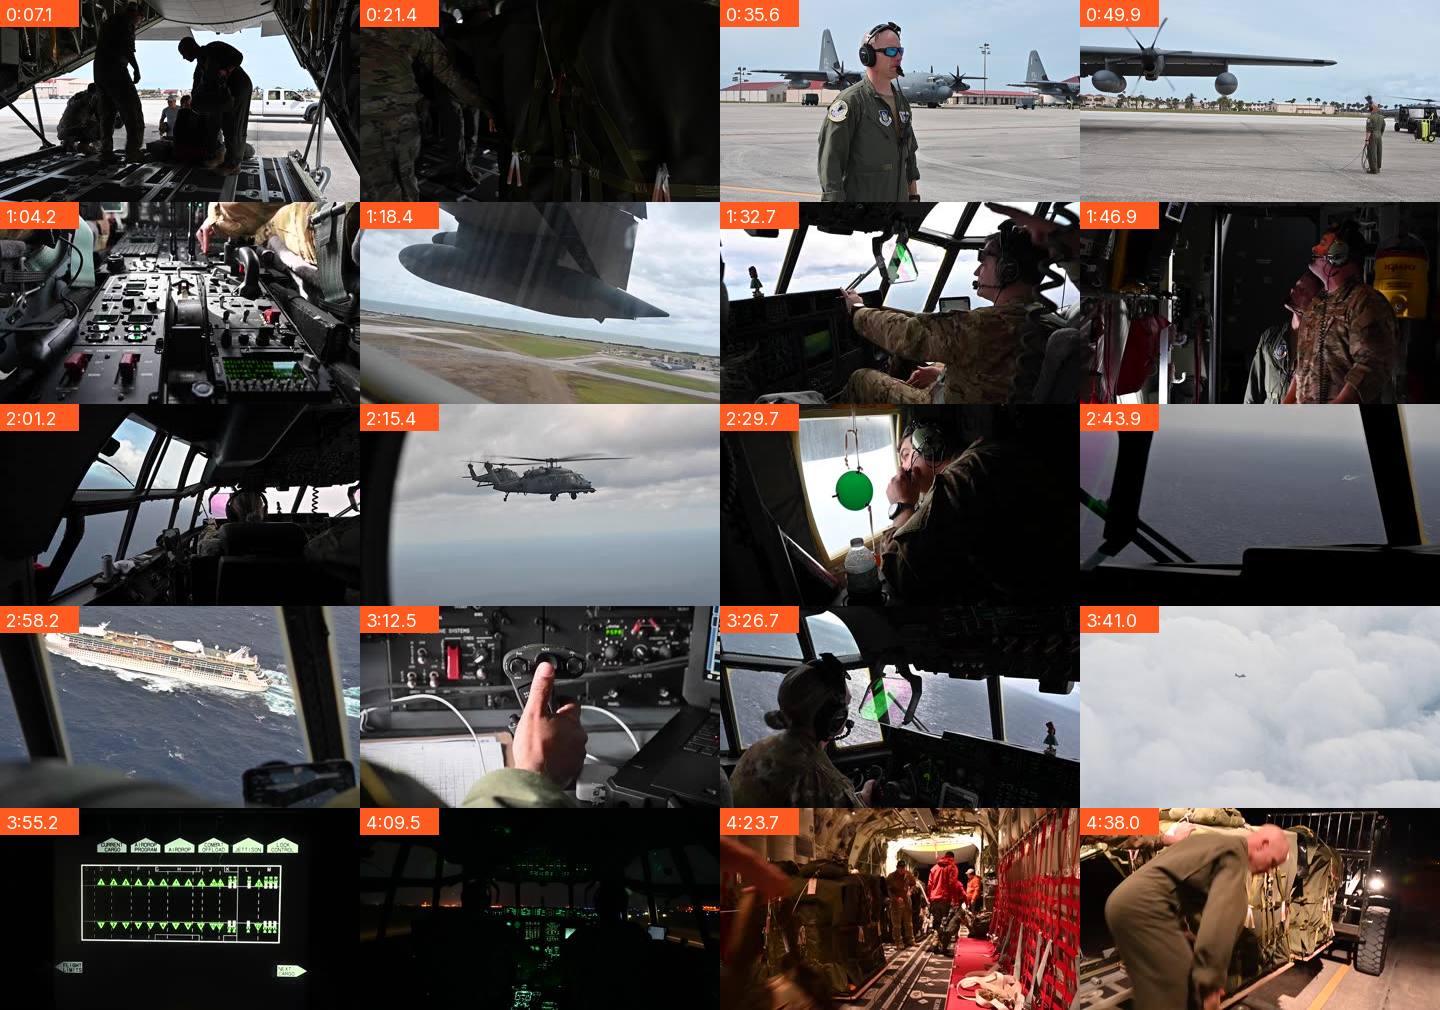 0:07.1
0:21.4
0:35.6
0:49.9
1:04.2
1:18.4
1:32.7
1:46.9
IGLOO
2:01.2
2:15.4
2:29.7
2:43.9
2:58.2
3:12.5
3:26.7
3:41.0
3:55.2
CURRENT CARGO
AIRDROP PROGRAM
AIRDROP
COMBAT OFFLOAD
JETTISON
LOCK CONTROL
FLIGHT LIMITS
NEXT CARGO
4:09.5
4:23.7
4:38.0